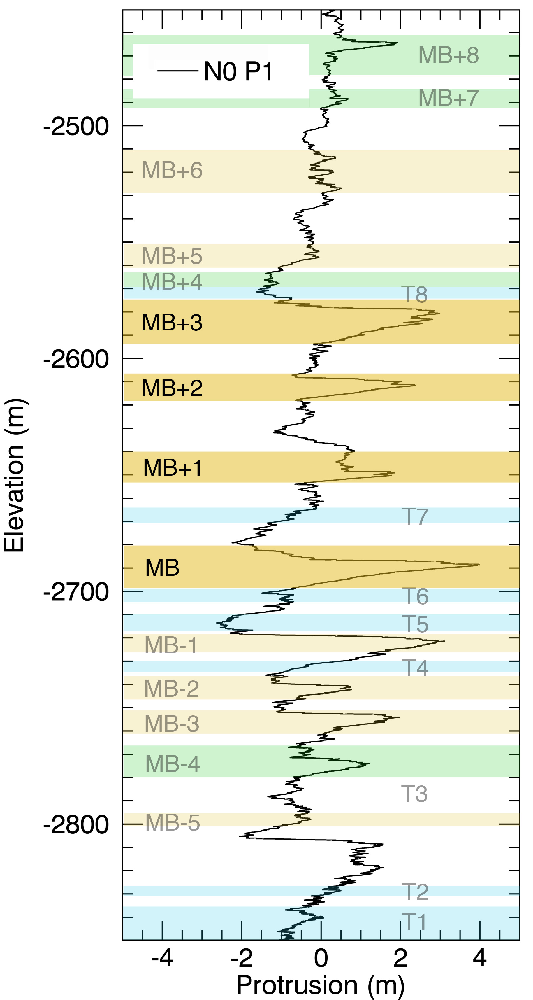 MB+8
N0 P1
MB+7
-2500
MB+6
MB+5
MB+4
T8
MB+3
-2600
MB+2
MB+1
Elevation (m)
T7
MB
-2700
T6
T5
MB-1
T4
MB-2
MB-3
MB-4
T3
-2800
MB-5
T2
T1
-4 -2 0 2 4
Protrusion (m)